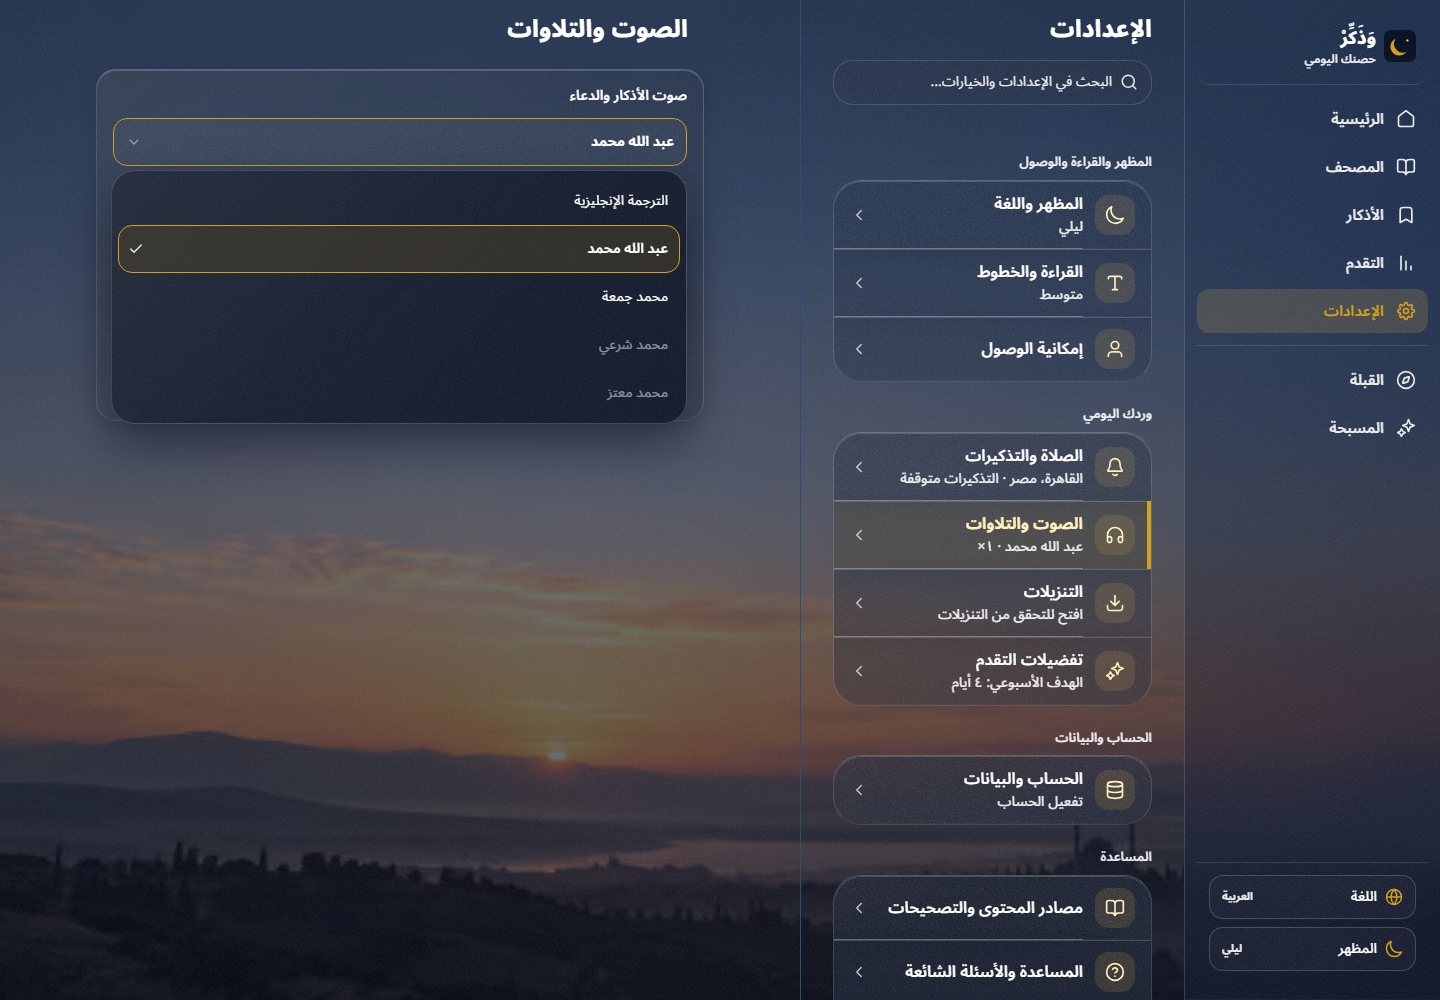 وَذَكِّرْ
حصنك اليومي
الرئيسية
المصحف
الأذكار
التقدم
الإعدادات
القبلة
المسبحة
اللغة
العربية
المظهر
ليلي
الإعدادات
البحث في الإعدادات والخيارات...
المظهر والقراءة والوصول
المظهر واللغة
ليلي
القراءة والخطوط
متوسط
إمكانية الوصول
وردك اليومي
الصلاة والتذكيرات
القاهرة، مصر · التذكيرات متوقفة
الصوت والتلاوات
عبد الله محمد · ١×
التنزيلات
افتح للتحقق من التنزيلات
تفضيلات التقدم
الهدف الأسبوعي: ٤ أيام
الحساب والبيانات
الحساب والبيانات
تفعيل الحساب
المساعدة
مصادر المحتوى والتصحيحات
المساعدة والأسئلة الشائعة
الصوت والتلاوات
صوت الأذكار والدعاء
عبد الله محمد
الترجمة الإنجليزية
عبد الله محمد
محمد جمعة
محمد شرعي
محمد معتز